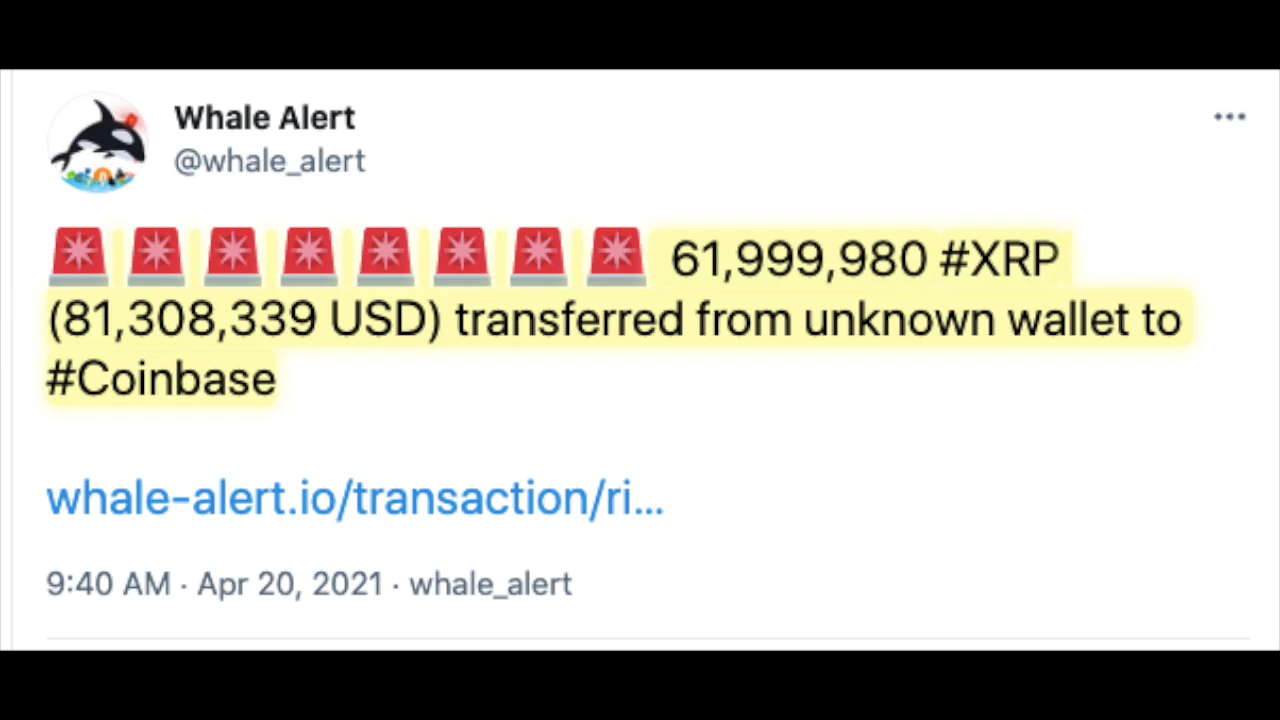 Whale Alert
@whale_alert
🚨 🚨 🚨 🚨 🚨 🚨 🚨 🚨 61,999,980 #XRP
(81,308,339 USD) transferred from unknown wallet to
#Coinbase
whale-alert.io/transaction/ri...
9:40 AM · Apr 20, 2021 · whale_alert